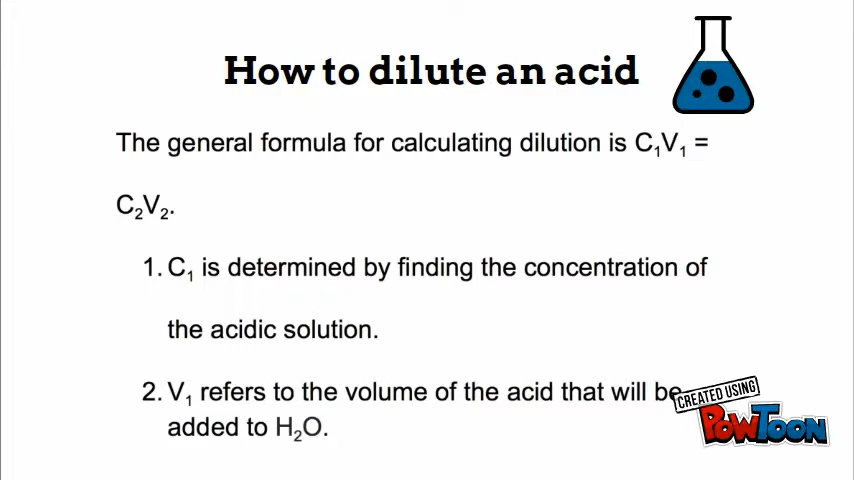 How to dilute an acid
The general formula for calculating dilution is C₁V₁ =
C₂V₂.
1. C₁ is determined by finding the concentration of
the acidic solution.
2. V₁ refers to the volume of the acid that will be
added to H₂O.
CREATED USING
POWTOON